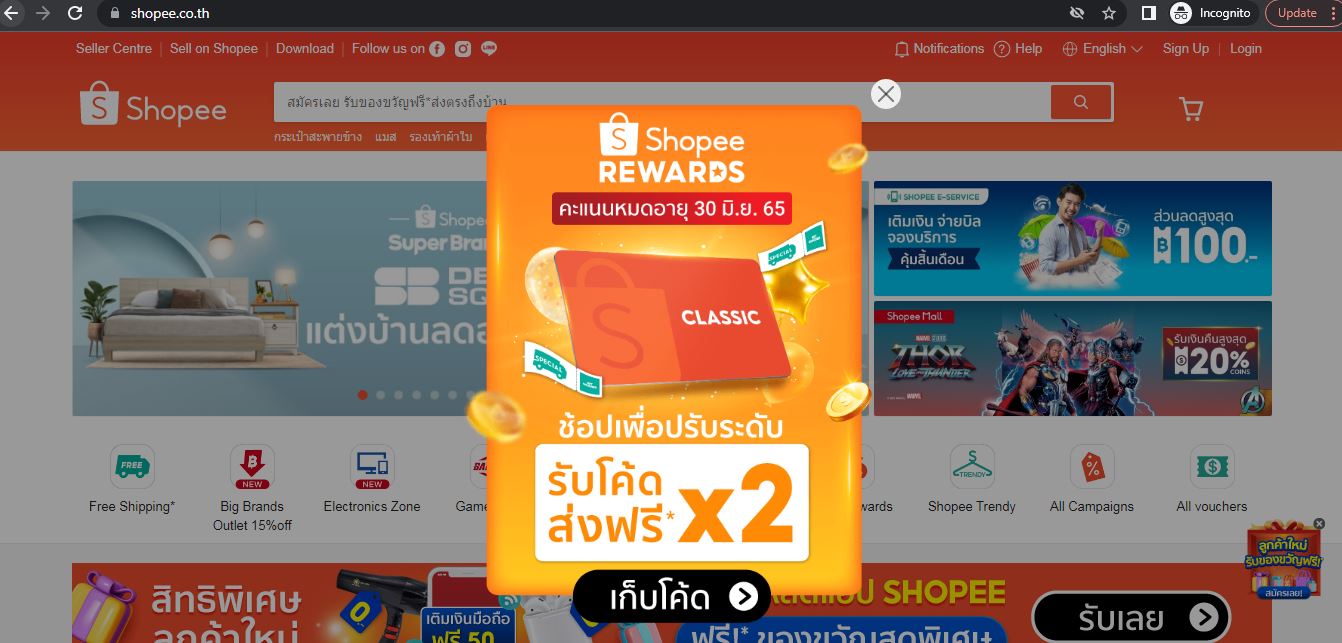 shopee.co.th
Incognito
Update
Seller Centre
Sell on Shopee
Download
Follow us on
Notifications
Help
English
Sign Up
Login
Shopee
สมัครเลย รับของขวัญฟรี*ส่งตรงถึงบ้าน
กระเป๋าสะพายข้าง แมส รองเท้าผ้าใบ
Shopee
REWARDS
คะแนนหมดอายุ 30 มิ.ย. 65
SPECIAL
CLASSIC
SPECIAL
ช้อปเพื่อปรับระดับ
รับโค้ด
ส่งฟรี* x2
เก็บโค้ด
Shopee
Super Bran
SB DE
SQ
แต่งบ้านลดส
SHOPEE E-SERVICE
เติมเงิน จ่ายบิล
จองบริการ
คุ้มสิ้นเดือน
ส่วนลดสูงสุด
฿100.-
Shopee Mall
MARVEL STUDIOS
THOR
LOVE AND THUNDER
รับเงินคืนสูงสุด
20%
COINS
FREE
Free Shipping*
NEW
Big Brands
Outlet 15%off
NEW
Electronics Zone
Game
wards
TRENDY
Shopee Trendy
All Campaigns
All vouchers
ลูกค้าใหม่
รับของขวัญฟรี!
สมัครเลย!
สิทธิพิเศษ
ลูกค้าใหม่
เติมเงินมือถือ
ฟรี 50
SHOPEE
ฟรี!* ของขวัญสุดพิเศษ
รับเลย